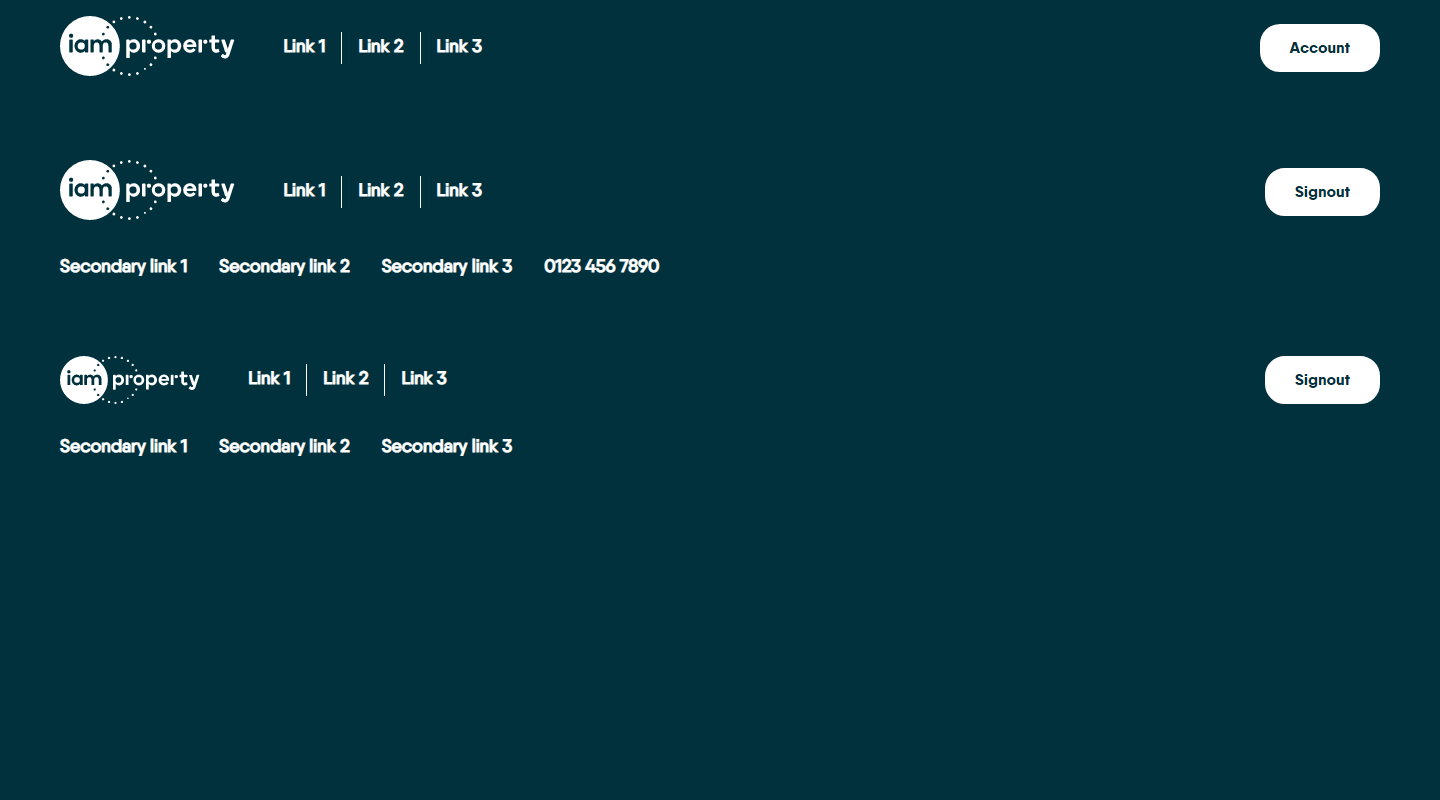 iam property Link 1 Link 2 Link 3 Account
iam property Link 1 Link 2 Link 3 Signout
Secondary link 1 Secondary link 2 Secondary link 3 0123 456 7890
iam property Link 1 Link 2 Link 3 Signout
Secondary link 1 Secondary link 2 Secondary link 3